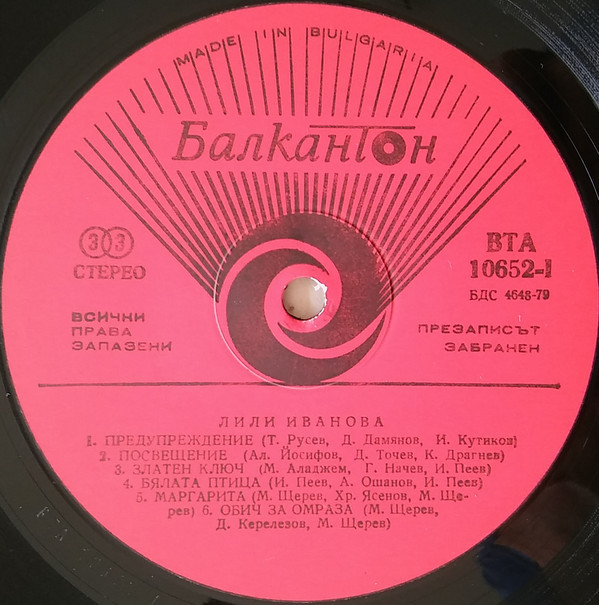 MADE IN BULGARIA
Балкантон
33
СТЕРЕО
ВТА
10652-I
БДС 4648-79
ВСИЧНИ
ПРАВА
ЗАПАЗЕНИ
ПРЕЗАПИСЪТ
ЗАБРАНЕН
ЛИЛИ ИВАНОВА
1. ПРЕДУПРЕЖДЕНИЕ (Т. Русев, Д. Дамянов, И. Кутиков)
2. ПОСВЕЩЕНИЕ (Ал. Йосифов, Д. Точев, К. Драгнев)
3. ЗЛАТЕН КЛЮЧ (М. Аладжем, Г. Начев, И. Пеев)
4. БЯЛАТА ПТИЦА (И. Пеев, А. Ошанов, И. Пеев)
5. МАРГАРИТА (М. Щерев, Хр. Ясенов, М. Ще-
рев) 6. ОБИЧ ЗА ОМРАЗА (М. Щерев,
Д. Керелезов, М. Щерев)